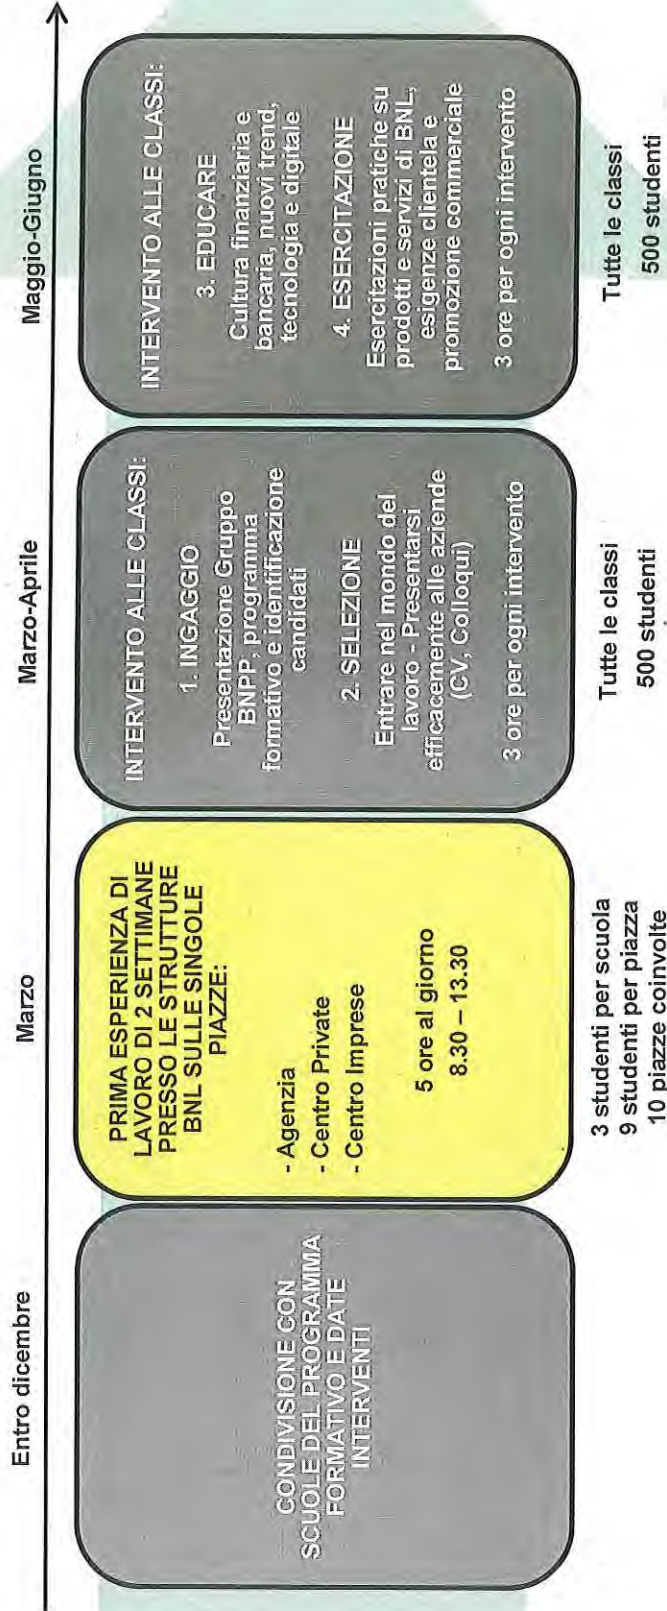 Entro dicembre
CONDIVISIONE CON
SCUOLE DEL PROGRAMMA
FORMATIVO E DATE
INTERVENTI
Marzo
PRIMA ESPERIENZA DI
LAVORO DI 2 SETTIMANE
PRESSO LE STRUTTURE
BNL SULLE SINGOLE
PIAZZE:
- Agenzia
- Centro Private
- Centro Imprese
5 ore al giorno
8.30 – 13.30
3 studenti per scuola
9 studenti per piazza
10 piazze coinvolte
Marzo-Aprile
INTERVENTO ALLE CLASSI:
1. INGAGGIO
Presentazione Gruppo
BNPP, programma
formativo e identificazione
candidati
2. SELEZIONE
Entrare nel mondo del
lavoro - Presentarsi
efficacemente alle aziende
(CV, Colloqui)
3 ore per ogni intervento
Tutte le classi
500 studenti
Maggio-Giugno
INTERVENTO ALLE CLASSI:
3. EDUCARE
Cultura finanziaria e
bancaria, nuovi trend,
tecnologia e digitale
4. ESERCITAZIONE
Esercitazioni pratiche su
prodotti e servizi di BNL,
esigenze clientela e
promozione commerciale
3 ore per ogni intervento
Tutte le classi
500 studenti